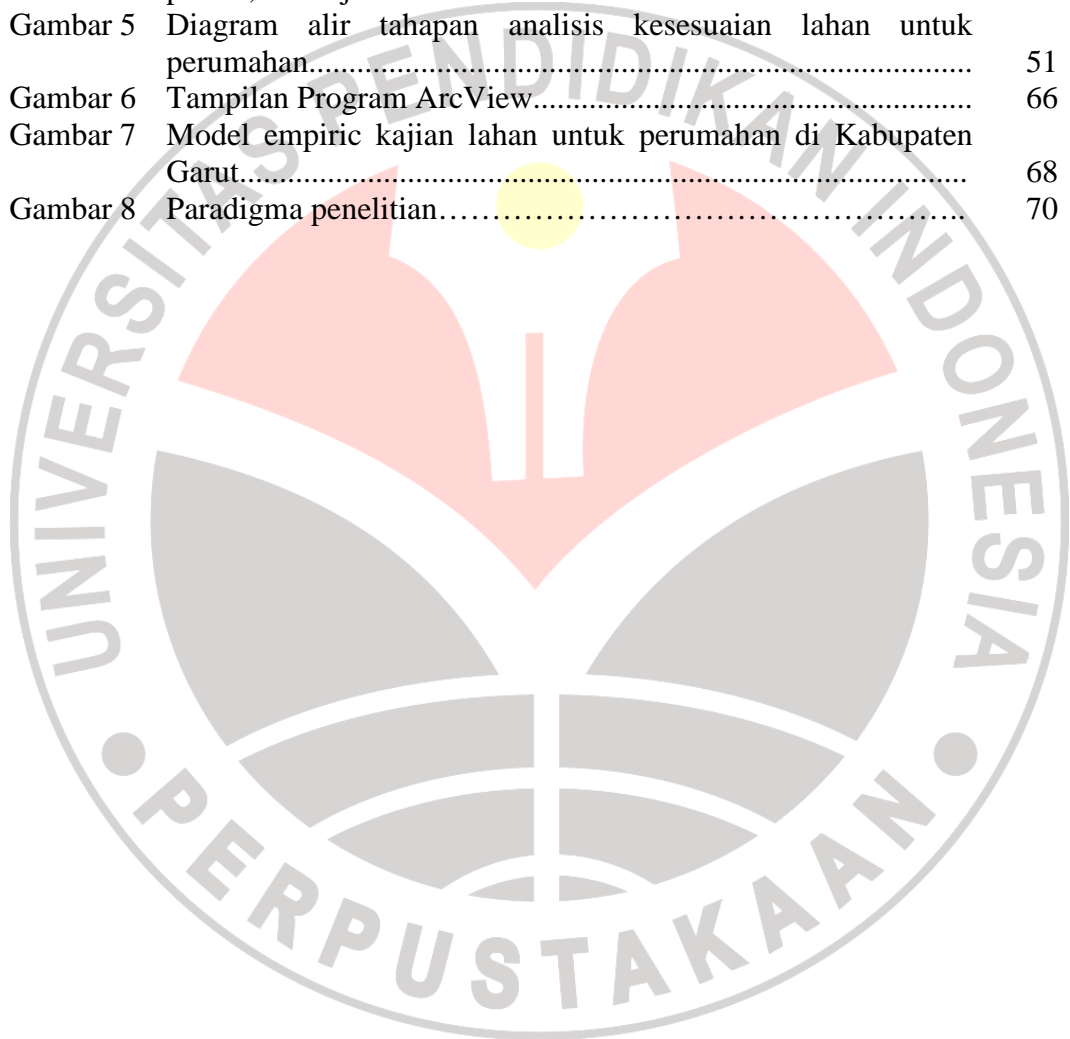 Gambar 5 Diagram alir tahapan analisis kesesuaian lahan untuk
perumahan.......................................................................................... 51
Gambar 6 Tampilan Program ArcView........................................................... 66
Gambar 7 Model empiric kajian lahan untuk perumahan di Kabupaten
Garut.................................................................................................. 68
Gambar 8 Paradigma penelitian……………………………………………….. 70
UNIVERSITAS PENDIDIKAN INDONESIA
PERPUSTAKAAN